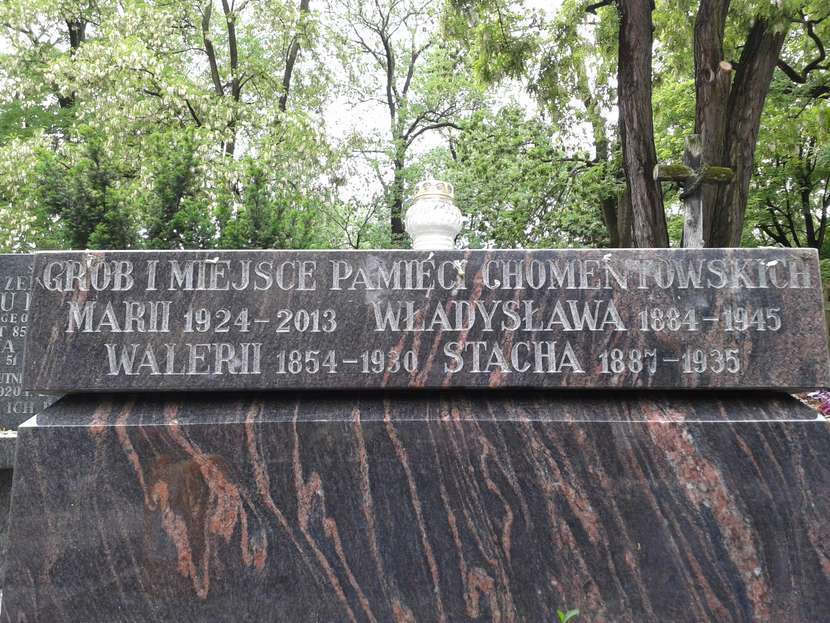 GRÓB I MIEJSCE PAMIĘCI CHOMENTOWSKICH
MARII 1924-2013 WŁADYSŁAWA 1884-1945
WALERII 1854-1930 STACHA 1887-1935